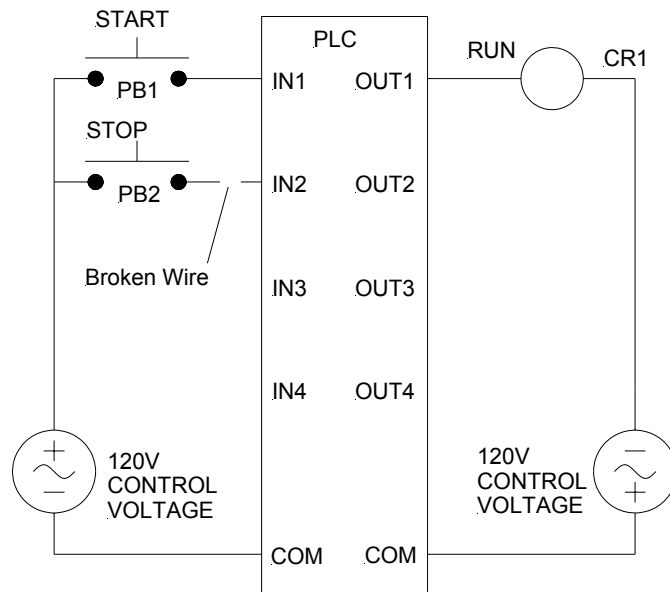 START
PLC
PB1
IN1
OUT1
RUN
CR1
STOP
PB2
IN2
OUT2
Broken Wire
IN3
OUT3
IN4
OUT4
+
−
120V
CONTROL
VOLTAGE
120V
CONTROL
VOLTAGE
−
+
COM
COM